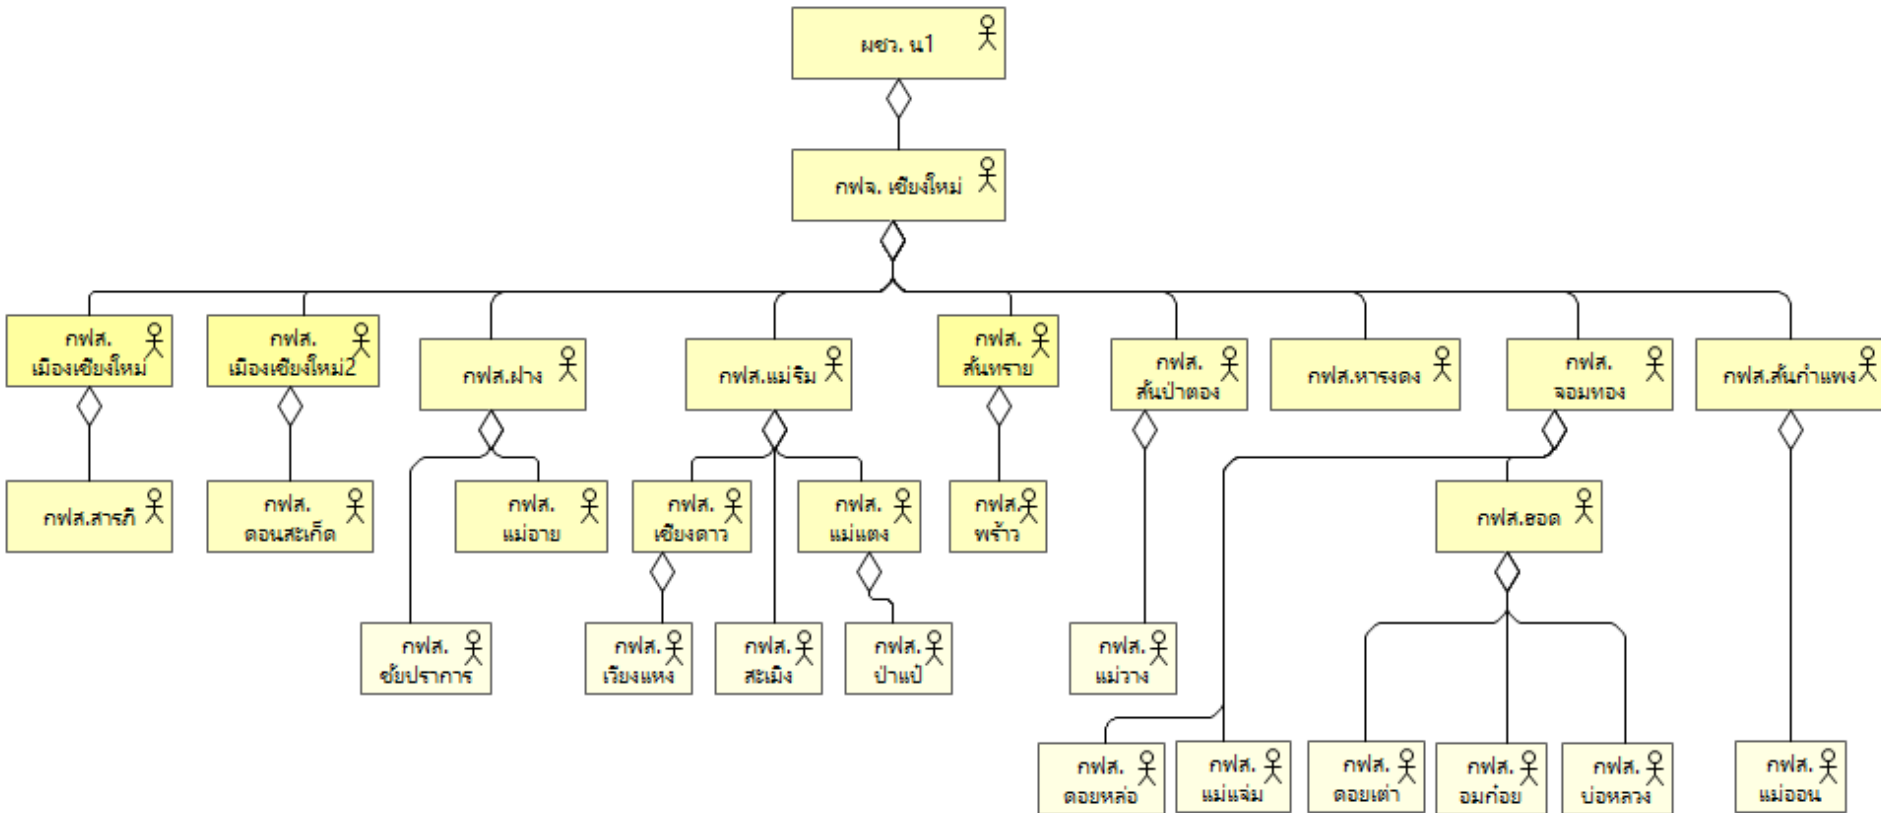 ผชว. น1
กฟจ. เชียงใหม่
กฟส.
เมืองเชียงใหม่
กฟส.
เมืองเชียงใหม่2
กฟส.ฝาง
กฟส.แม่ริม
กฟส.
สันทราย
กฟส.
สันป่าตอง
กฟส.หารงดง
กฟส.
จอมทอง
กฟส.สันกำแพง
กฟส.สารภี
กฟส.
ดอนสะเก็ด
กฟส.
แม่อาย
กฟส.
เชียงดาว
กฟส.
แม่แตง
กฟส.
พร้าว
กฟส.ฮอด
กฟส.
ชัยปราการ
กฟส.
เวียงแหง
กฟส.
สะเมิง
กฟส.
ป่าแป๋
กฟส.
แม่วาง
กฟส.
ดอยหล่อ
กฟส.
แม่แจ่ม
กฟส.
ดอยเต่า
กฟส.
อมก๋อย
กฟส.
บ่อหลวง
กฟส.
แม่ออน